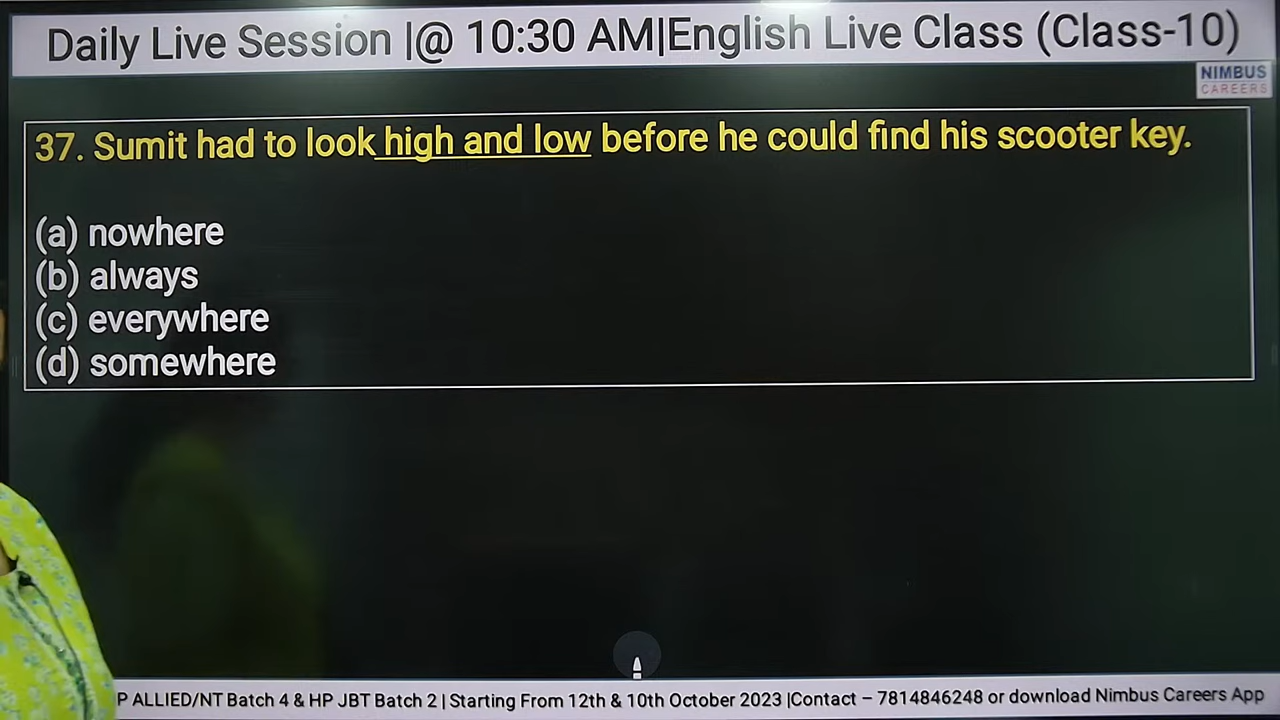 Daily Live Session |@ 10:30 AM|English Live Class (Class-10)
NIMBUS
CAREERS
37. Sumit had to look high and low before he could find his scooter key.
(a) nowhere
(b) always
(c) everywhere
(d) somewhere
P ALLIED/NT Batch 4 & HP JBT Batch 2 | Starting From 12th & 10th October 2023 |Contact – 7814846248 or download Nimbus Careers App